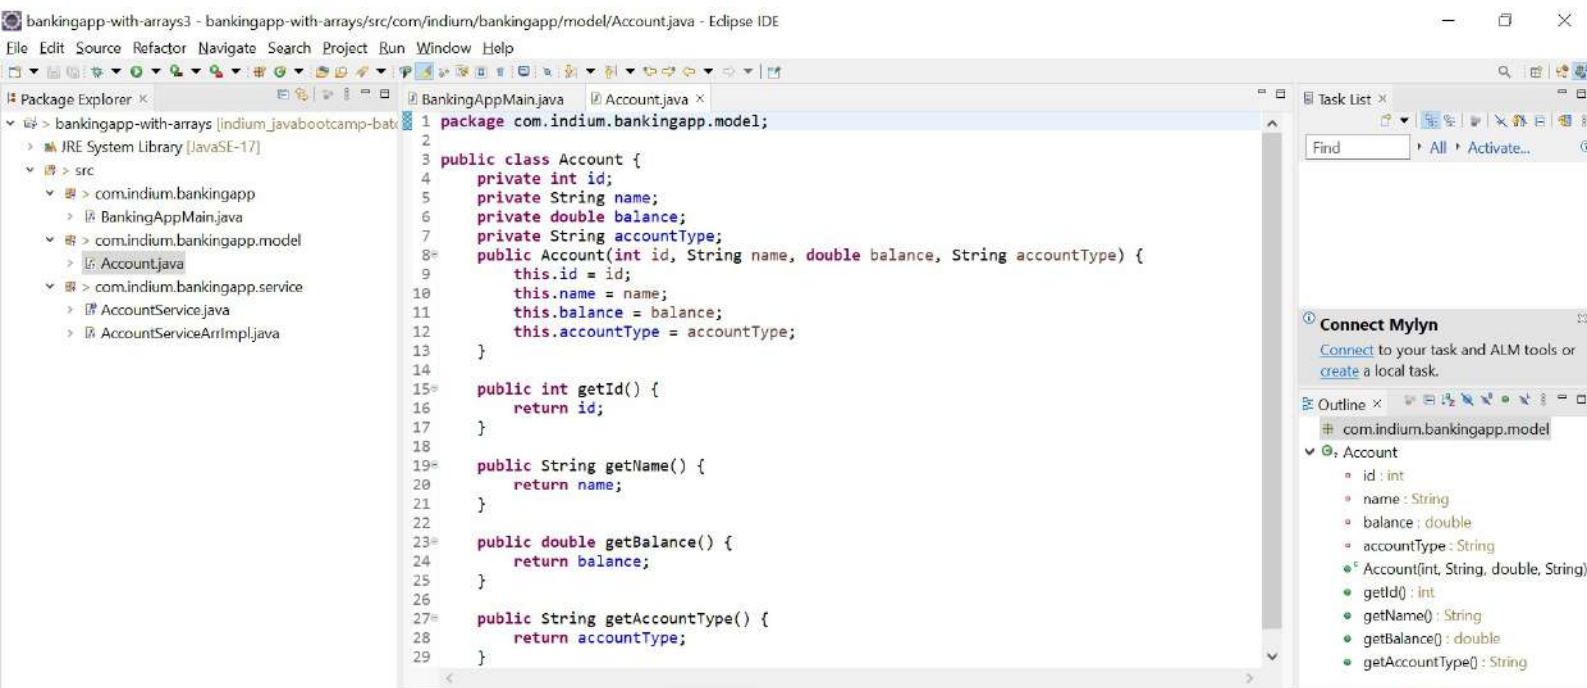 bankingapp-with-arrays3 - bankingapp-with-arrays/src/com/indium/bankingapp/model/Account.java - Eclipse IDE
File Edit Source Refactor Navigate Search Project Run Window Help
Package Explorer
> bankingapp-with-arrays [indium_javabootcamp-batc
JRE System Library [JavaSE-17]
> src
> com.indium.bankingapp
BankingAppMain.java
> com.indium.bankingapp.model
Account.java
> com.indium.bankingapp.service
AccountService.java
AccountServiceArrImpl.java
BankingAppMain.java Account.java
1 package com.indium.bankingapp.model;
2
3 public class Account {
4 private int id;
5 private String name;
6 private double balance;
7 private String accountType;
8 public Account(int id, String name, double balance, String accountType) {
9 this.id = id;
10 this.name = name;
11 this.balance = balance;
12 this.accountType = accountType;
13 }
14
15 public int getId() {
16 return id;
17 }
18
19 public String getName() {
20 return name;
21 }
22
23 public double getBalance() {
24 return balance;
25 }
26
27 public String getAccountType() {
28 return accountType;
29 }
Task List
Find All Activate...
Connect Mylyn
Connect to your task and ALM tools or
create a local task.
Outline
com.indium.bankingapp.model
Account
id : int
name : String
balance : double
accountType : String
Account(int, String, double, String)
getId() : int
getName() : String
getBalance() : double
getAccountType() : String